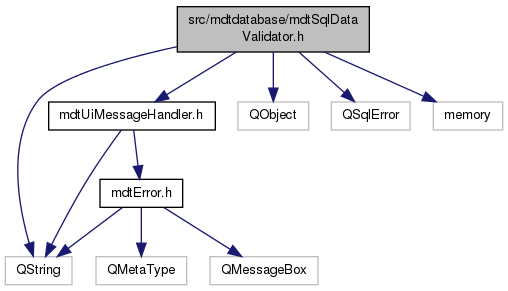 src/mdtdatabase/mdtSqlData
Validator.h
mdtUiMessageHandler.h
QObject
QSqlError
memory
mdtError.h
QString
QMetaType
QMessageBox